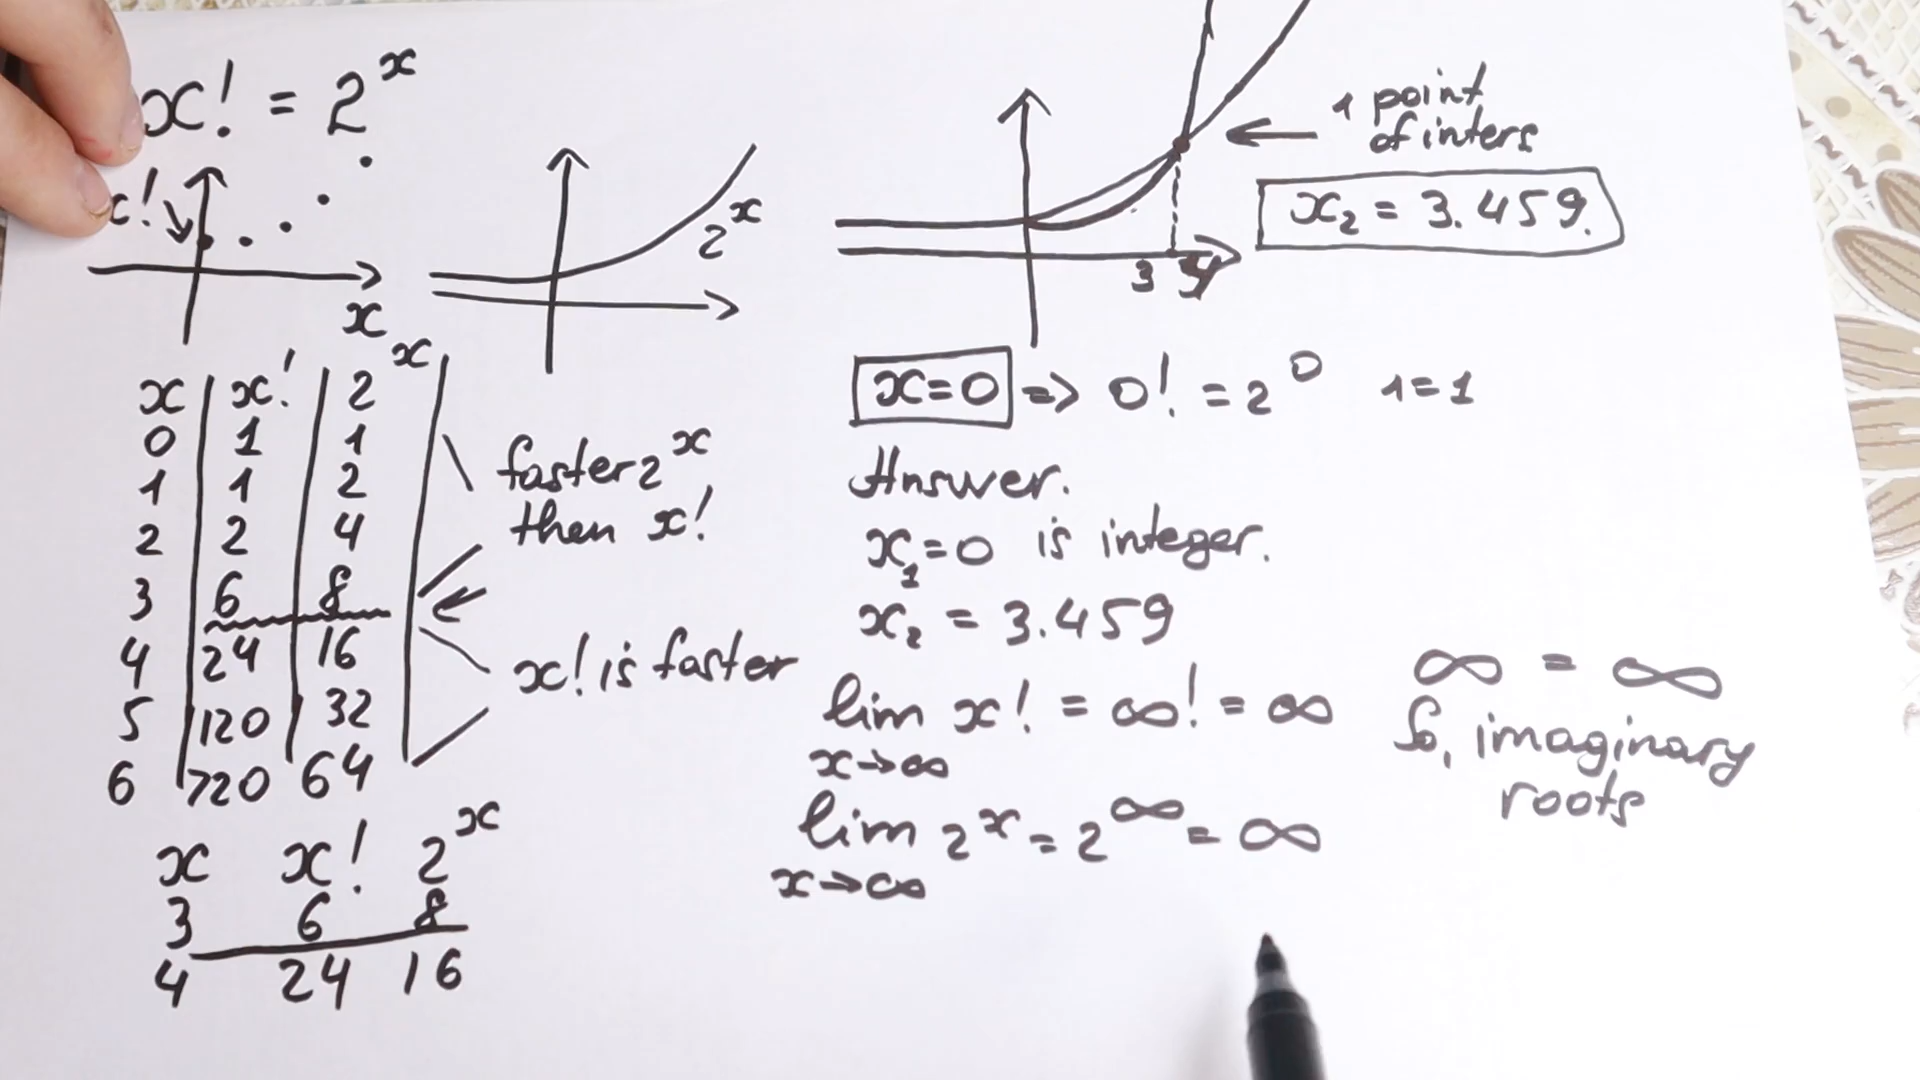 x! = 2^x
x!
x
2^x
1 point
of inters
x₂ = 3.459.
3
x x! 2^x
0 1 1
1 1 2
2 2 4
3 6 8
4 24 16
5 120 32
6 720 64
faster 2^x
then x!
x! is faster
x x! 2^x
3 6 8
4 24 16
x=0 => 0! = 2^0 1=1
Answer.
x₁=0 is integer.
x₂ = 3.459
lim x! = ∞! = ∞
x→∞
lim 2^x = 2^∞ = ∞
x→∞
∞ = ∞
So, imaginary
roots